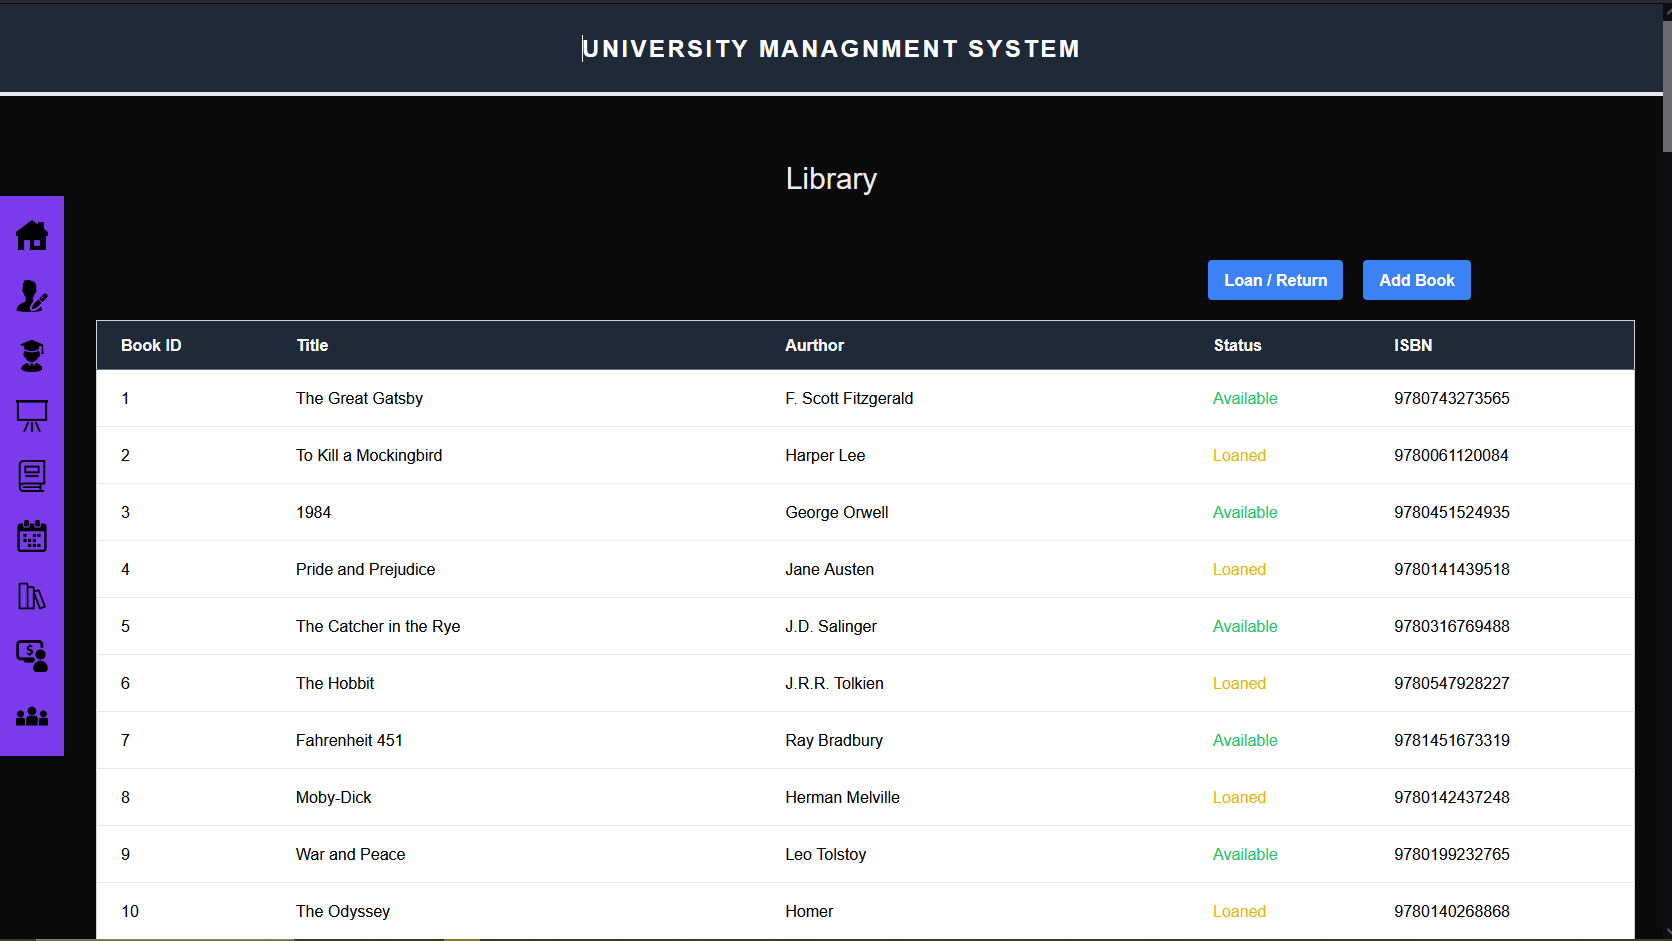 UNIVERSITY MANAGNMENT SYSTEM
Library
Loan / Return Add Book
Book ID Title Aurthor Status ISBN
1 The Great Gatsby F. Scott Fitzgerald Available 9780743273565
2 To Kill a Mockingbird Harper Lee Loaned 9780061120084
3 1984 George Orwell Available 9780451524935
4 Pride and Prejudice Jane Austen Loaned 9780141439518
5 The Catcher in the Rye J.D. Salinger Available 9780316769488
6 The Hobbit J.R.R. Tolkien Loaned 9780547928227
7 Fahrenheit 451 Ray Bradbury Available 9781451673319
8 Moby-Dick Herman Melville Loaned 9780142437248
9 War and Peace Leo Tolstoy Available 9780199232765
10 The Odyssey Homer Loaned 9780140268868